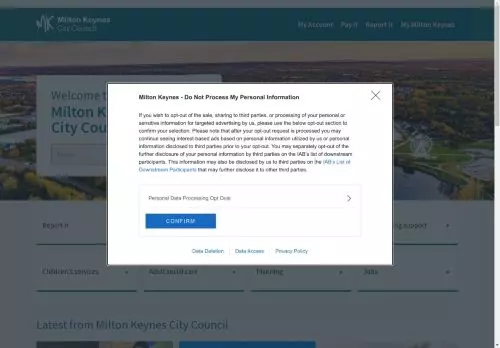 Milton Keynes
City Council
My Account
Pay it
Report it
My Milton Keynes
Welcome t
Milton
City Counc
Milton Keynes - Do Not Process My Personal Information
If you wish to opt-out of the sale, sharing to third parties, or processing of your personal or
sensitive information for targeted advertising by us, please use the below opt-out section to
confirm your selection. Please note that after your opt-out request is processed you may
continue seeing interest-based ads based on personal information utilized by us or personal
information disclosed to third parties prior to your opt-out. You may separately opt-out of the
further disclosure of your personal information by third parties on the IAB's list of downstream
participants. This information may also be disclosed by us to third parties on the IAB's List of
Downstream Participants that may further disclose it to other third parties.
Personal Data Processing Opt Outs
CONFIRM
Data Deletion
Data Access
Privacy Policy
Report it
support
Children's services
Adult social care
Planning
Jobs
Latest from Milton Keynes City Council